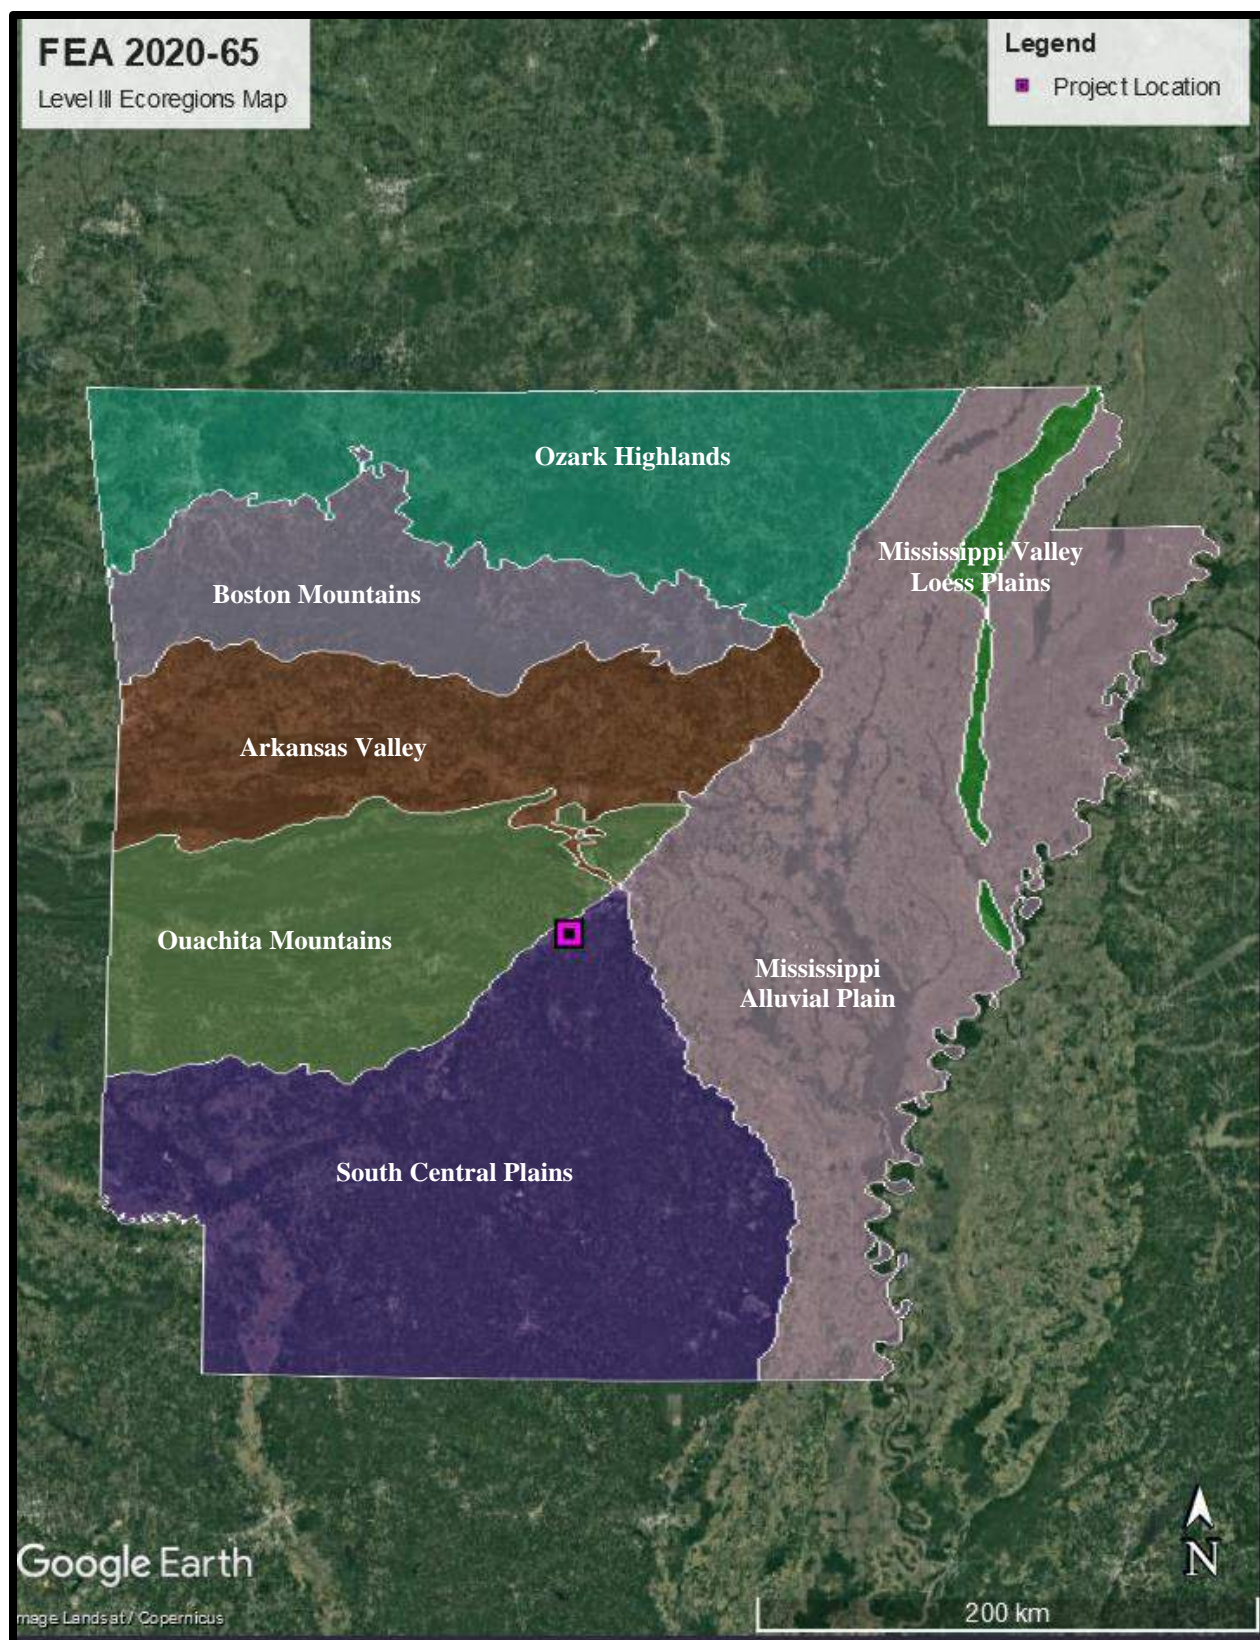 FEA 2020-65
Level III Ecoregions Map
Legend
Project Location
Ozark Highlands
Mississippi Valley
Loess Plains
Boston Mountains
Arkansas Valley
Ouachita Mountains
Mississippi
Alluvial Plain
South Central Plains
N
Google Earth
mage Landsat / Copernicus
200 km